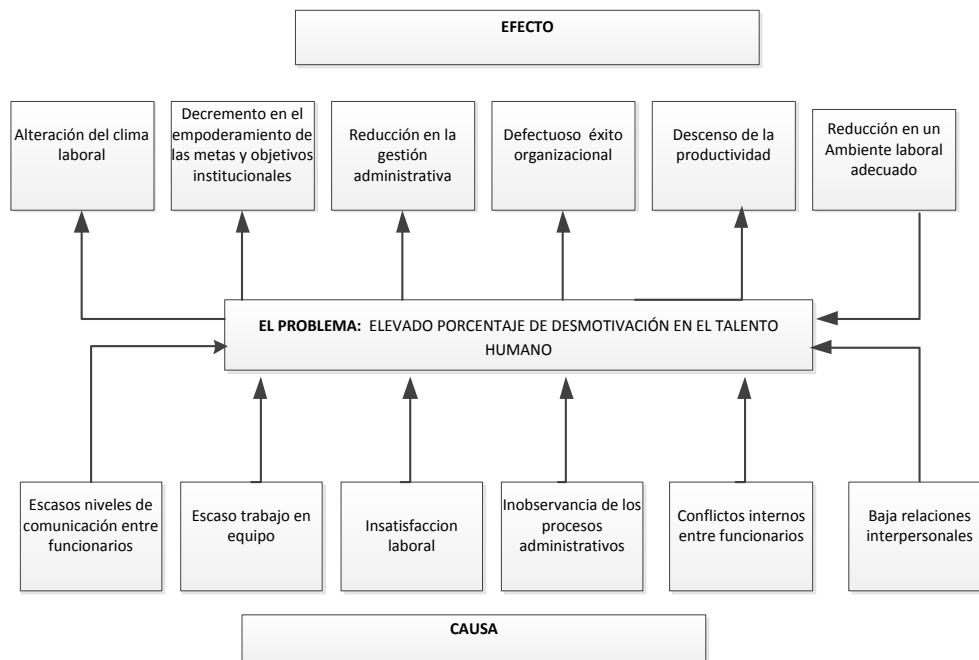 EFECTO
Alteración del clima
laboral
Decremento en el
empoderamiento de
las metas y objetivos
institucionales
Reducción en la
gestión
administrativa
Defectuoso éxito
organizacional
Descenso de la
productividad
Reducción en un
Ambiente laboral
adecuado
EL PROBLEMA: ELEVADO PORCENTAJE DE DESMOTIVACIÓN EN EL TALENTO
HUMANO
Escasos niveles de
comunicación entre
funcionarios
Escaso trabajo en
equipo
Insatisfaccion
laboral
Inobservancia de los
procesos
administrativos
Conflictos internos
entre funcionarios
Baja relaciones
interpersonales
CAUSA